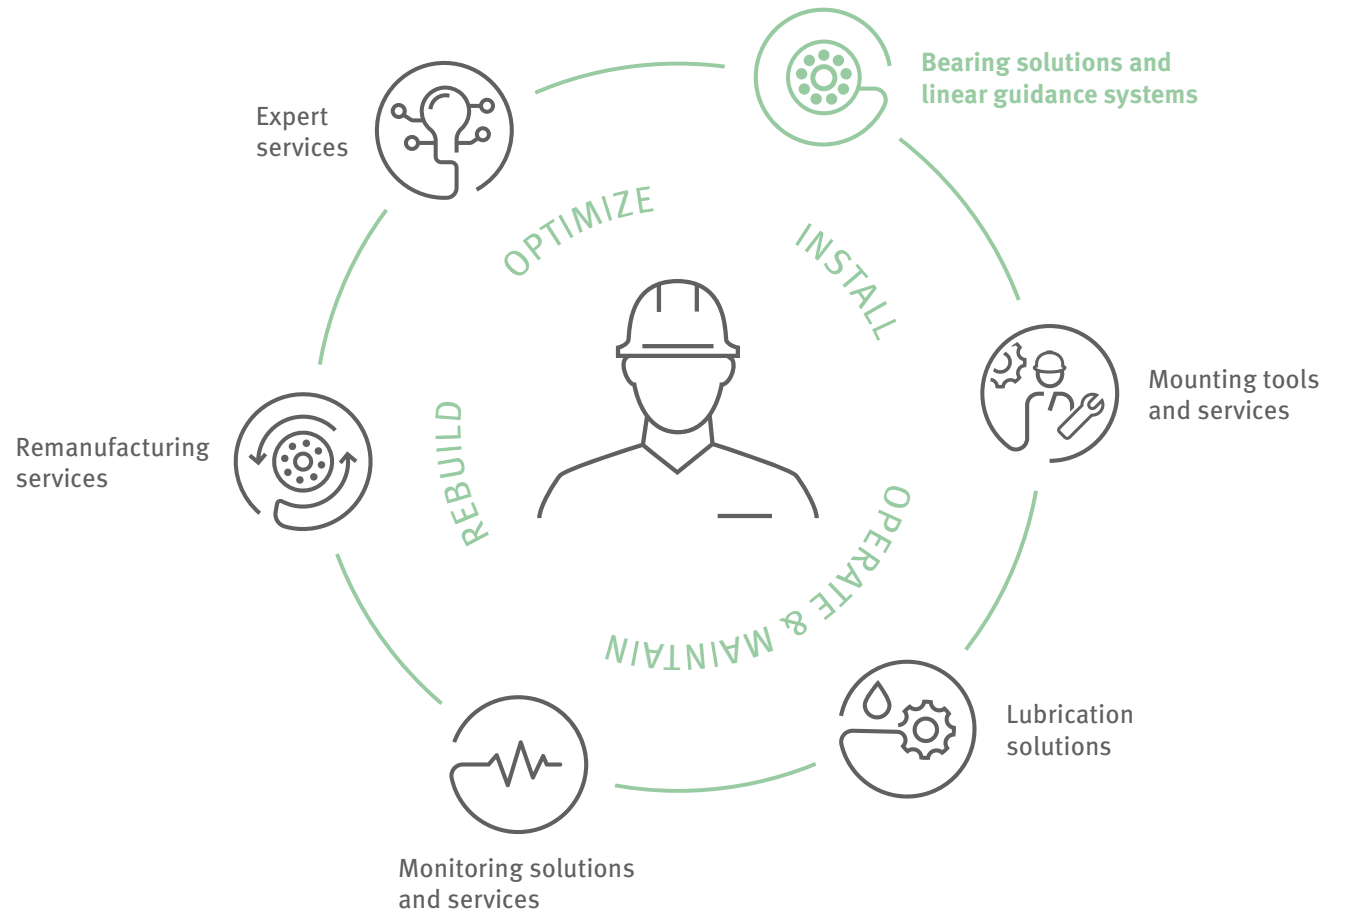 Bearing solutions and
linear guidance systems
Expert
services
OPTIMIZE
INSTALL
Mounting tools
and services
REBUILD
Remanufacturing
services
OPERATE & MAINTAIN
Lubrication
solutions
Monitoring solutions
and services